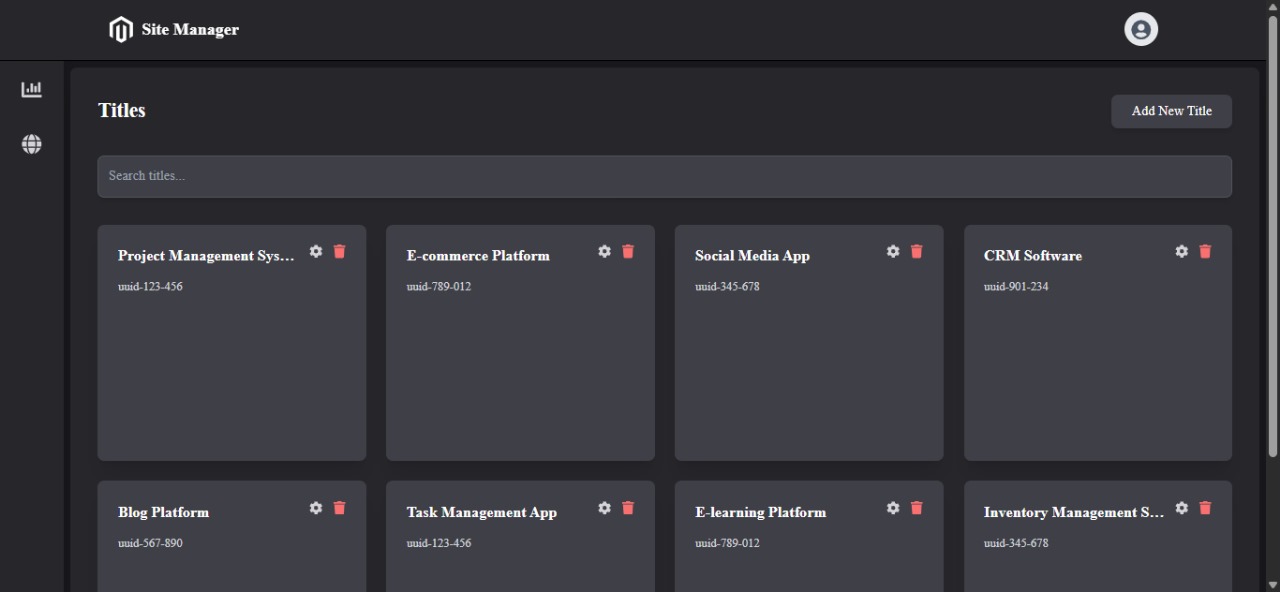 Site Manager
Titles
Add New Title
Search titles...
Project Management Sys...
uuid-123-456
E-commerce Platform
uuid-789-012
Social Media App
uuid-345-678
CRM Software
uuid-901-234
Blog Platform
uuid-567-890
Task Management App
uuid-123-456
E-learning Platform
uuid-789-012
Inventory Management S...
uuid-345-678